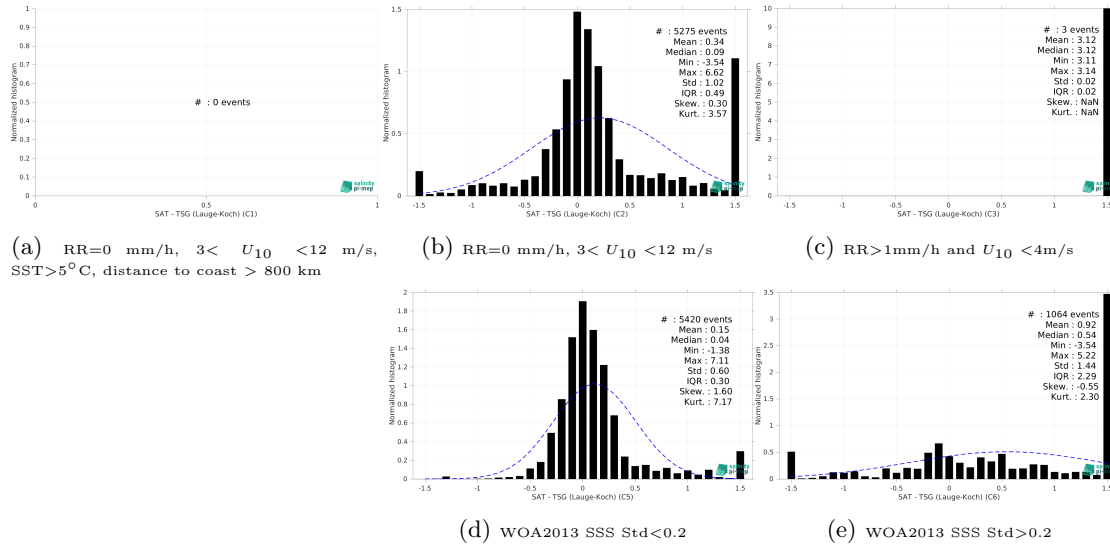 1
0.9
0.8
0.7
0.6
0.5
0.4
0.3
0.2
0.1
0
Normalized histogram
# : 0 events
salinity
pi-mep
0 0.5 1
SAT - TSG (Lauge-Koch) (C1)
(a) RR=0 mm/h, 3< U10 <12 m/s,
SST>5°C, distance to coast > 800 km
1.5
1
0.5
0
Normalized histogram
# : 5275 events
Mean : 0.34
Median : 0.09
Min : -3.54
Max : 6.62
Std : 1.02
IQR : 0.49
Skew. : 0.30
Kurt. : 3.57
salinity
pi-mep
-1.5 -1 -0.5 0 0.5 1 1.5
SAT - TSG (Lauge-Koch) (C2)
(b) RR=0 mm/h, 3< U10 <12 m/s
10
9
8
7
6
5
4
3
2
1
0
Normalized histogram
# : 3 events
Mean : 3.12
Median : 3.12
Min : 3.11
Max : 3.14
Std : 0.02
IQR : 0.02
Skew. : NaN
Kurt. : NaN
salinity
pi-mep
-1.5 -1 -0.5 0 0.5 1 1.5
SAT - TSG (Lauge-Koch) (C3)
(c) RR>1mm/h and U10 <4m/s
2
1.8
1.6
1.4
1.2
1
0.8
0.6
0.4
0.2
0
Normalized histogram
# : 5420 events
Mean : 0.15
Median : 0.04
Min : -1.38
Max : 7.11
Std : 0.60
IQR : 0.30
Skew. : 1.60
Kurt. : 7.17
salinity
pi-mep
-1.5 -1 -0.5 0 0.5 1 1.5
SAT - TSG (Lauge-Koch) (C5)
(d) WOA2013 SSS Std<0.2
3.5
3
2.5
2
1.5
1
0.5
0
Normalized histogram
# : 1064 events
Mean : 0.92
Median : 0.54
Min : -3.54
Max : 5.22
Std : 1.44
IQR : 2.29
Skew. : -0.55
Kurt. : 2.30
salinity
pi-mep
-1.5 -1 -0.5 0 0.5 1 1.5
SAT - TSG (Lauge-Koch) (C6)
(e) WOA2013 SSS Std>0.2